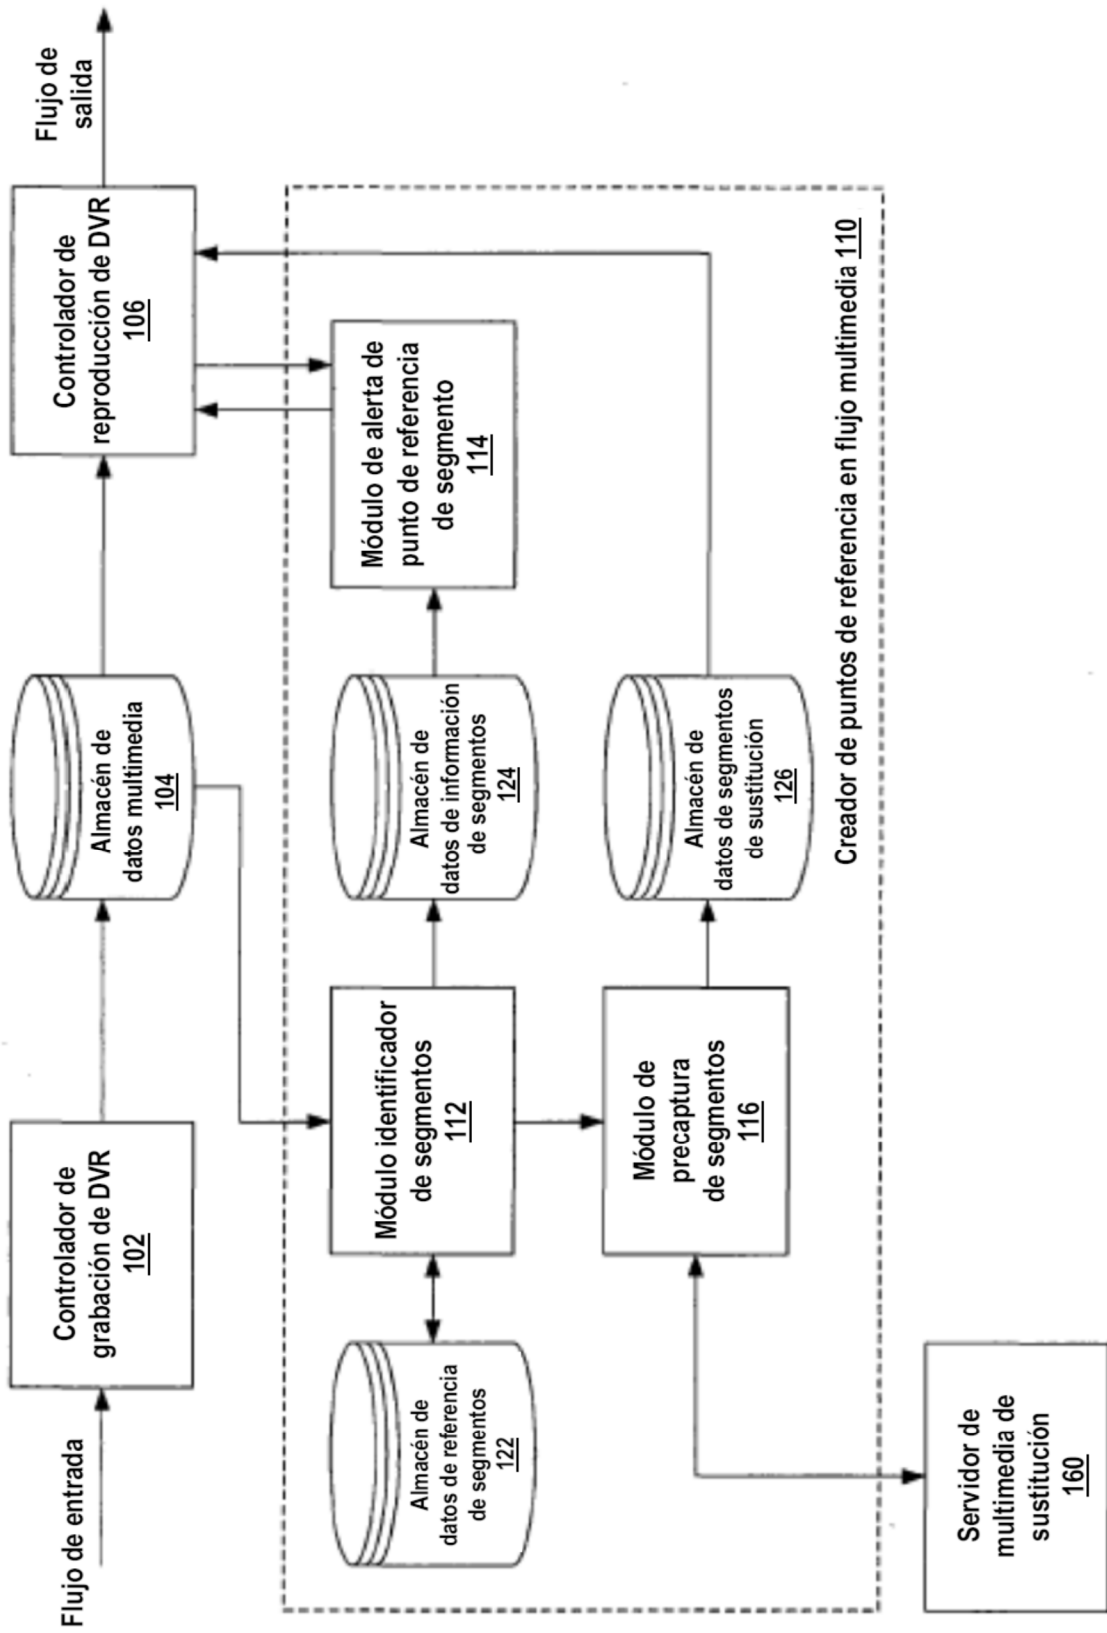 Flujo de entrada
Controlador de
grabación de DVR
102
Almacén de
datos multimedia
104
Controlador de
reproducción de DVR
106
Flujo de
salida
Almacén de
datos de referencia
de segmentos
122
Módulo identificador
de segmentos
112
Almacén de
datos de información
de segmentos
124
Módulo de alerta de
punto de referencia
de segmento
114
Módulo de
precaptura
de segmentos
116
Almacén de
datos de segmentos
de sustitución
126
Creador de puntos de referencia en flujo multimedia 110
Servidor de
multimedia de
sustitución
160